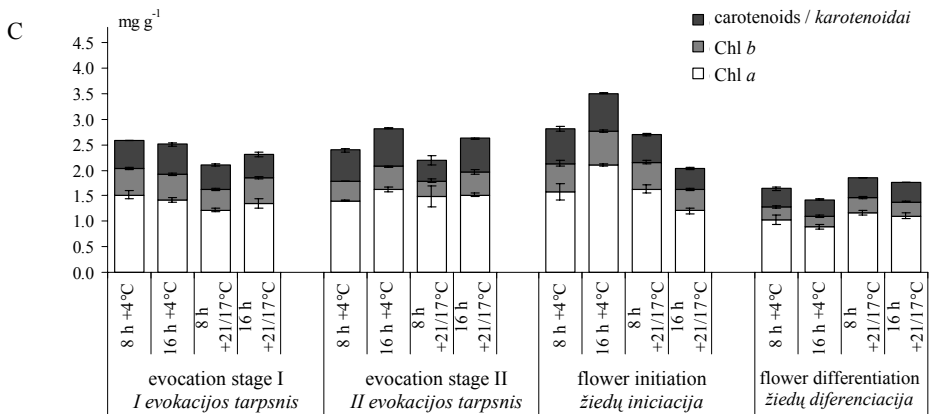 C
mg g⁻¹
carotenoids / karotenoidai
Chl b
Chl a
4.5
4.0
3.5
3.0
2.5
2.0
1.5
1.0
0.5
0.0
8 h +4°C
16 h +4°C
8 h
+21/17°C
16 h
+21/17°C
8 h +4°C
16 h +4°C
8 h
+21/17°C
16 h
+21/17°C
8 h +4°C
16 h +4°C
8 h
+21/17°C
16 h
+21/17°C
8 h +4°C
16 h +4°C
8 h
+21/17°C
16 h
+21/17°C
evocation stage I
I evokacijos tarpsnis
evocation stage II
II evokacijos tarpsnis
flower initiation
žiedų iniciacija
flower differentiation
žiedų diferenciacija